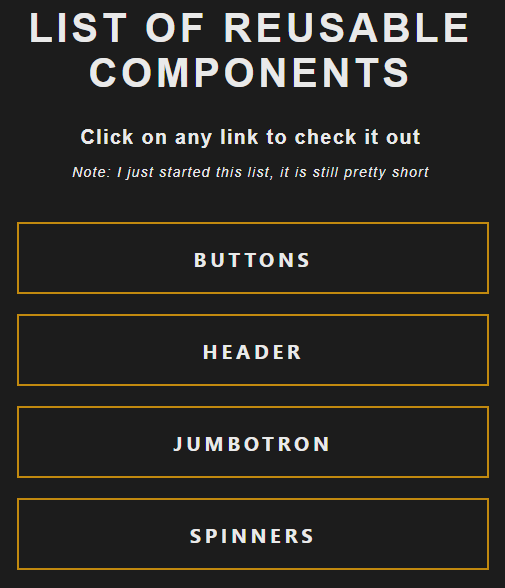 LIST OF REUSABLE
COMPONENTS
Click on any link to check it out
Note: I just started this list, it is still pretty short
BUTTONS
HEADER
JUMBOTRON
SPINNERS